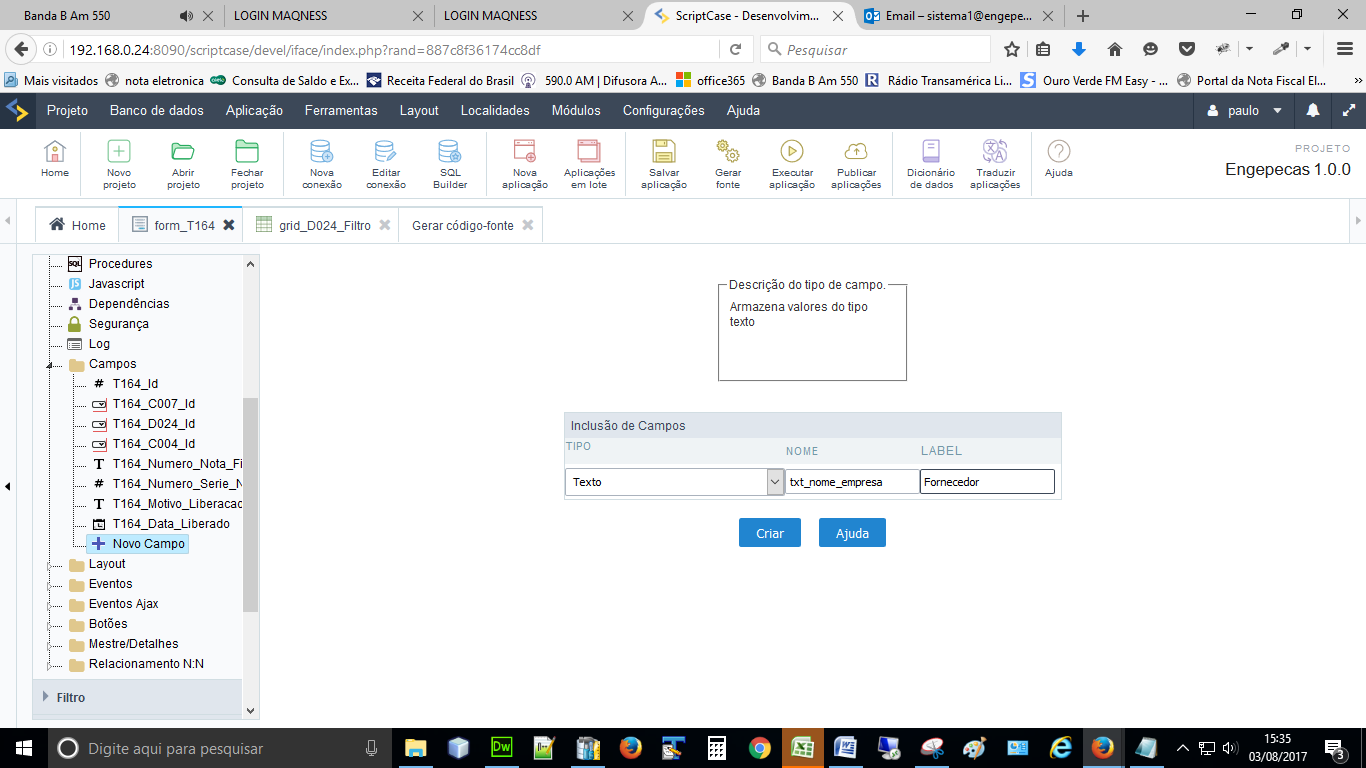 Banda B Am 550
LOGIN MAQNESS
LOGIN MAQNESS
ScriptCase - Desenvolvim...
Email – sistema1@engepe...
192.168.0.24:8090/scriptcase/devel/iface/index.php?rand=887c8f36174cc8df
Pesquisar
Mais visitados
nota eletronica
Consulta de Saldo e Ex...
Receita Federal do Brasil
590.0 AM | Difusora A...
office365
Banda B Am 550
Rádio Transamérica Li...
Ouro Verde FM Easy - ...
Portal da Nota Fiscal El...
Projeto
Banco de dados
Aplicação
Ferramentas
Layout
Localidades
Módulos
Configurações
Ajuda
paulo
Home
Novo
projeto
Abrir
projeto
Fechar
projeto
Nova
conexão
Editar
conexão
SQL
Builder
Nova
aplicação
Aplicações
em lote
Salvar
aplicação
Gerar
fonte
Executar
aplicação
Publicar
aplicações
Dicionário
de dados
Traduzir
aplicações
Ajuda
PROJETO
Engepecas 1.0.0
Home
form_T164
grid_D024_Filtro
Gerar código-fonte
SQL
Procedures
JS
Javascript
Dependências
Segurança
Log
Campos
# T164_Id
T164_C007_Id
T164_D024_Id
T164_C004_Id
T T164_Numero_Nota_Fi
# T164_Numero_Serie_N
T T164_Motivo_Liberacao
T164_Data_Liberado
Novo Campo
Layout
Eventos
Eventos Ajax
Botões
Mestre/Detalhes
Relacionamento N:N
Filtro
Descrição do tipo de campo.
Armazena valores do tipo
texto
Inclusão de Campos
TIPO
NOME
LABEL
Texto
txt_nome_empresa
Fornecedor
Criar
Ajuda
Digite aqui para pesquisar
Dw
15:35
03/08/2017
3